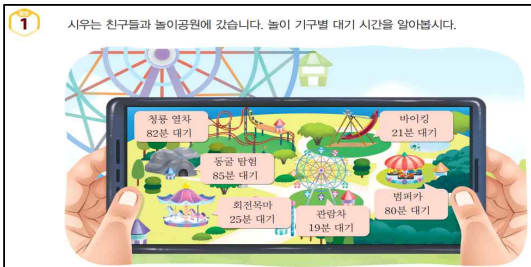 1
시우는 친구들과 놀이공원에 갔습니다. 놀이 기구별 대기 시간을 알아봅시다.
청룡 열차
82분 대기
바이킹
21분 대기
동굴 탐험
85분 대기
회전목마
25분 대기
관람차
19분 대기
범퍼카
80분 대기